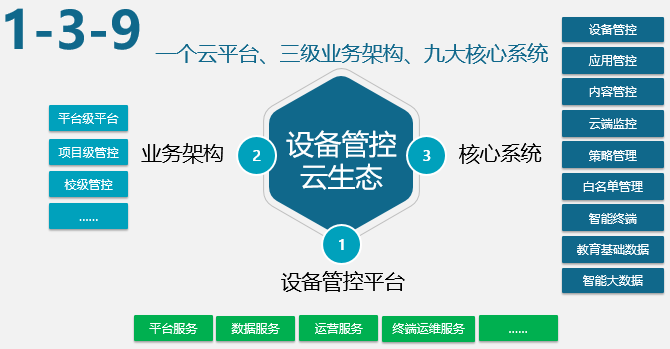 1-3-9
一个云平台、三级业务架构、九大核心系统
平台级平台
项目级管控
校级管控
......
业务架构
2
设备管控
云生态
3
核心系统
1
设备管控平台
设备管控
应用管控
内容管控
云端监控
策略管理
白名单管理
智能终端
教育基础数据
智能大数据
平台服务
数据服务
运营服务
终端运维服务
......